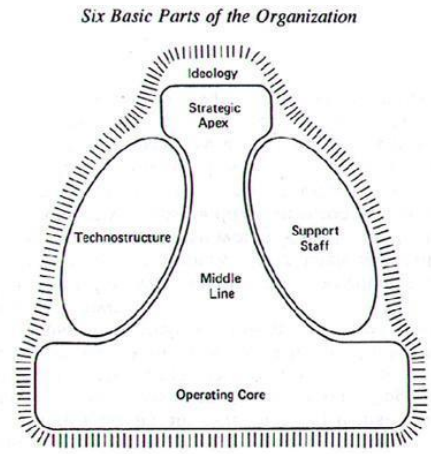 Six Basic Parts of the Organization
Ideology
Strategic
Apex
Technostructure
Support
Staff
Middle
Line
Operating Core